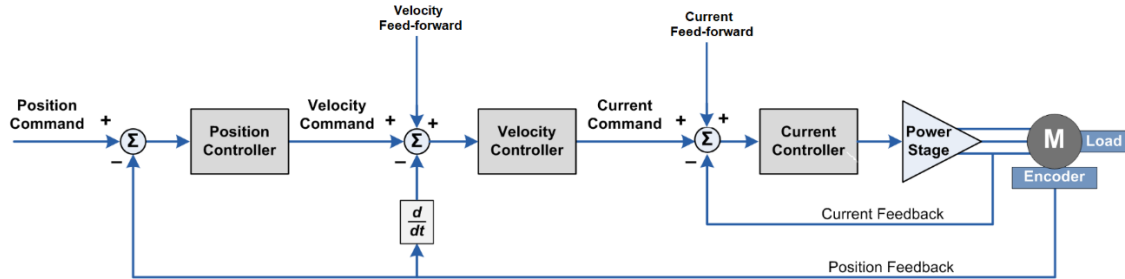 Velocity
Feed-forward
Current
Feed-forward
Position
Command
+
−
Σ
Position
Controller
Velocity
Command
+
+
−
Σ
Velocity
Controller
Current
Command
+
+
−
Σ
Current
Controller
Power
Stage
M
Load
Encoder
d
dt
Current Feedback
Position Feedback